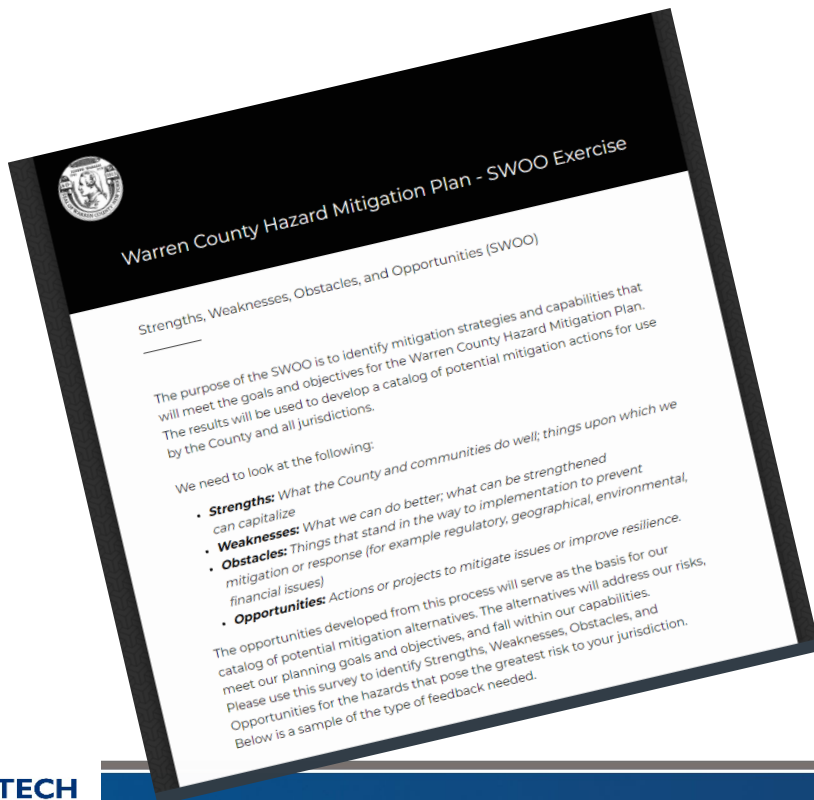 Warren County Hazard Mitigation Plan - SWOO Exercise
Strengths, Weaknesses, Obstacles, and Opportunities (SWOO)
The purpose of the SWOO is to identify mitigation strategies and capabilities that
will meet the goals and objectives for the Warren County Hazard Mitigation Plan.
The results will be used to develop a catalog of potential mitigation actions for use
by the County and all jurisdictions.
We need to look at the following:
• Strengths: What the County and communities do well; things upon which we
can capitalize
• Weaknesses: What we can do better; what can be strengthened
• Obstacles: Things that stand in the way to implementation to prevent
mitigation or response (for example regulatory, geographical, environmental,
financial issues)
• Opportunities: Actions or projects to mitigate issues or improve resilience.
The opportunities developed from this process will serve as the basis for our
catalog of potential mitigation alternatives. The alternatives will address our risks,
meet our planning goals and objectives, and fall within our capabilities.
Please use this survey to identify Strengths, Weaknesses, Obstacles, and
Opportunities for the hazards that pose the greatest risk to your jurisdiction.
Below is a sample of the type of feedback needed.
TECH